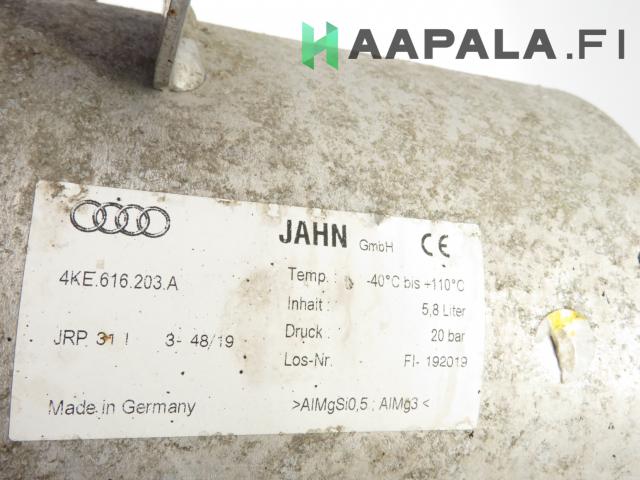 HAAPALA.FI
JAHN GmbH CE
4KE.616.203.A
Temp.: -40°C bis +110°C
Inhalt: 5,8 Liter
JRP 31 I 3- 48/19
Druck: 20 bar
Los-Nr. FI- 192019
Made in Germany >AlMgSi0,5 ; AlMg3<